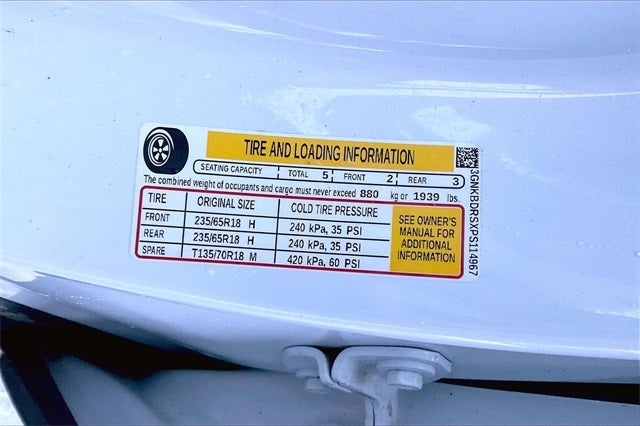 TIRE AND LOADING INFORMATION
SEATING CAPACITY TOTAL 5 FRONT 2 REAR 3
The combined weight of occupants and cargo must never exceed 880 kg or 1939 lbs.
TIRE ORIGINAL SIZE COLD TIRE PRESSURE
FRONT 235/65R18 H 240 kPa, 35 PSI
REAR 235/65R18 H 240 kPa, 35 PSI
SPARE T135/70R18 M 420 kPa, 60 PSI
SEE OWNER'S
MANUAL FOR
ADDITIONAL
INFORMATION
3GNKBDRSXPS114967